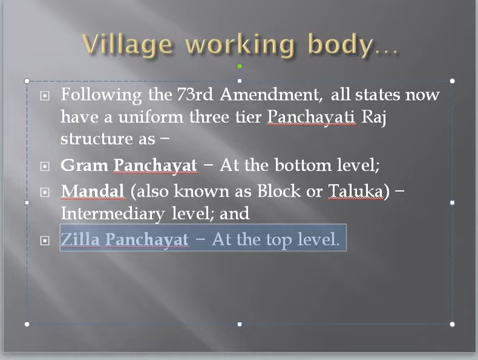 Village working body...
Following the 73rd Amendment, all states now
have a uniform three tier Panchayati Raj
structure as −
Gram Panchayat − At the bottom level;
Mandal (also known as Block or Taluka) −
Intermediary level; and
Zilla Panchayat − At the top level.